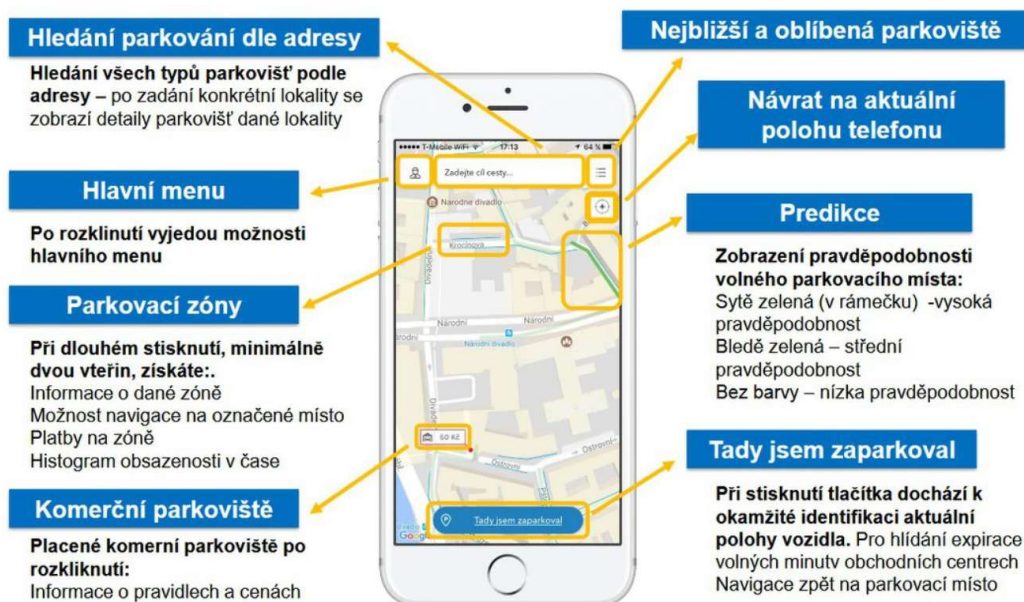 Hledání parkování dle adresy
Hledání všech typů parkovišť podle
adresy – po zadání konkrétní lokality se
zobrazí detaily parkovišť dané lokality
Hlavní menu
Po rozklinutí vyjedou možnosti
hlavního menu
Parkovací zóny
Při dlouhém stisknutí, minimálně
dvou vteřin, získáte:.
Informace o dané zóně
Možnost navigace na označené místo
Platby na zóně
Histogram obsazenosti v čase
Komerční parkoviště
Placené komerní parkoviště po
rozkliknutí:
Informace o pravidlech a cenách
T-Mobile WiFi 17:13 64 %
Zadejte cíl cesty...
Národne divadlo
Krocínova
Divadelní
Národní
Národní
Národní divadlo
Divadelní
60 Kč
Ostrovní
Ostrovní
Tady jsem zaparkoval
Nejbližší a oblíbená parkoviště
Návrat na aktuální
polohu telefonu
Predikce
Zobrazení pravděpodobnosti
volného parkovacího místa:
Sytě zelená (v rámečku) -vysoká
pravděpodobnost
Bledě zelená – střední
pravděpodobnost
Bez barvy – nízka pravděpodobnost
Tady jsem zaparkoval
Při stisknutí tlačítka dochází k
okamžité identifikaci aktuální
polohy vozidla. Pro hlídání expirace
volných minutv obchodních centrech
Navigace zpět na parkovací místo